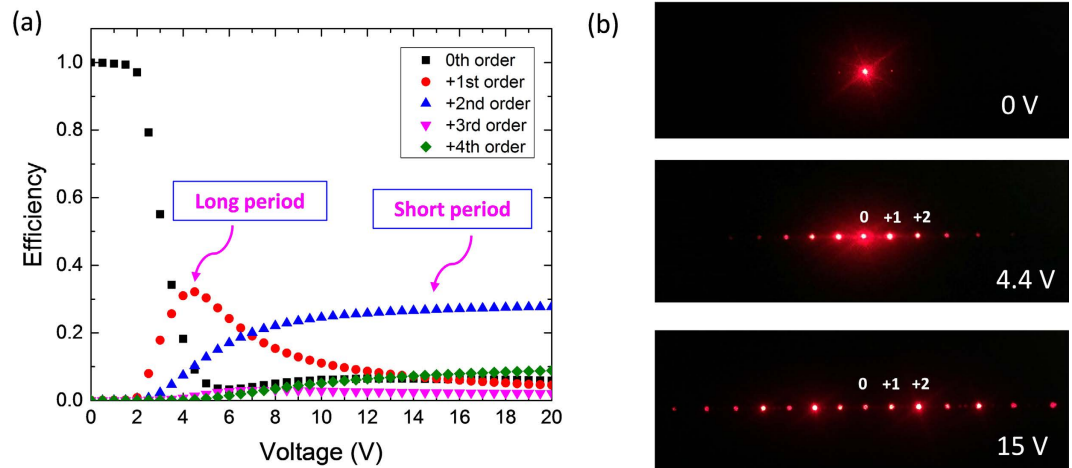 (a)
0th order
+1st order
+2nd order
+3rd order
+4th order
Long period
Short period
Efficiency
1.0
0.8
0.6
0.4
0.2
0.0
0 2 4 6 8 10 12 14 16 18 20
Voltage (V)
(b)
0 V
0 +1 +2
4.4 V
0 +1 +2
15 V